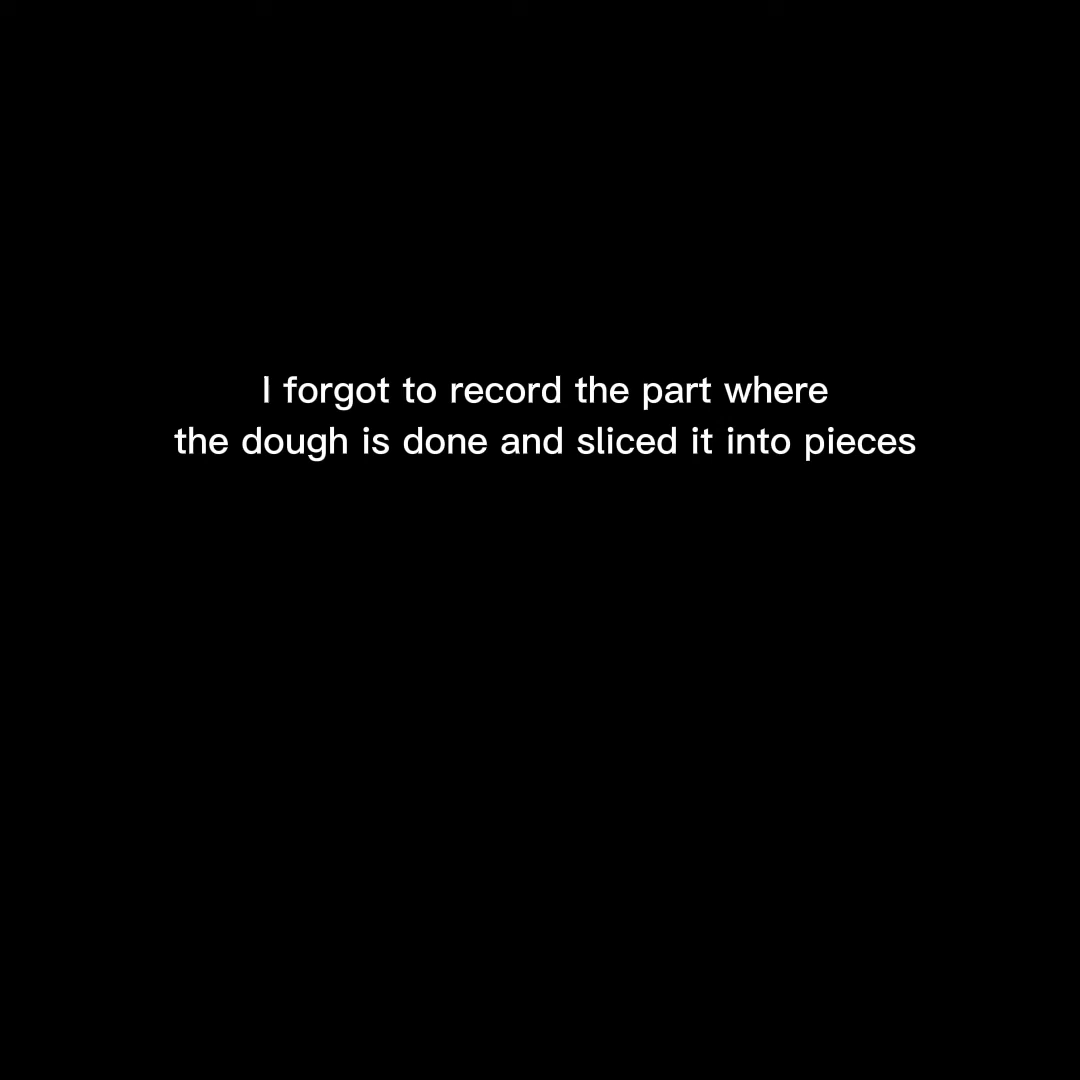 I forgot to record the part where
the dough is done and sliced it into pieces